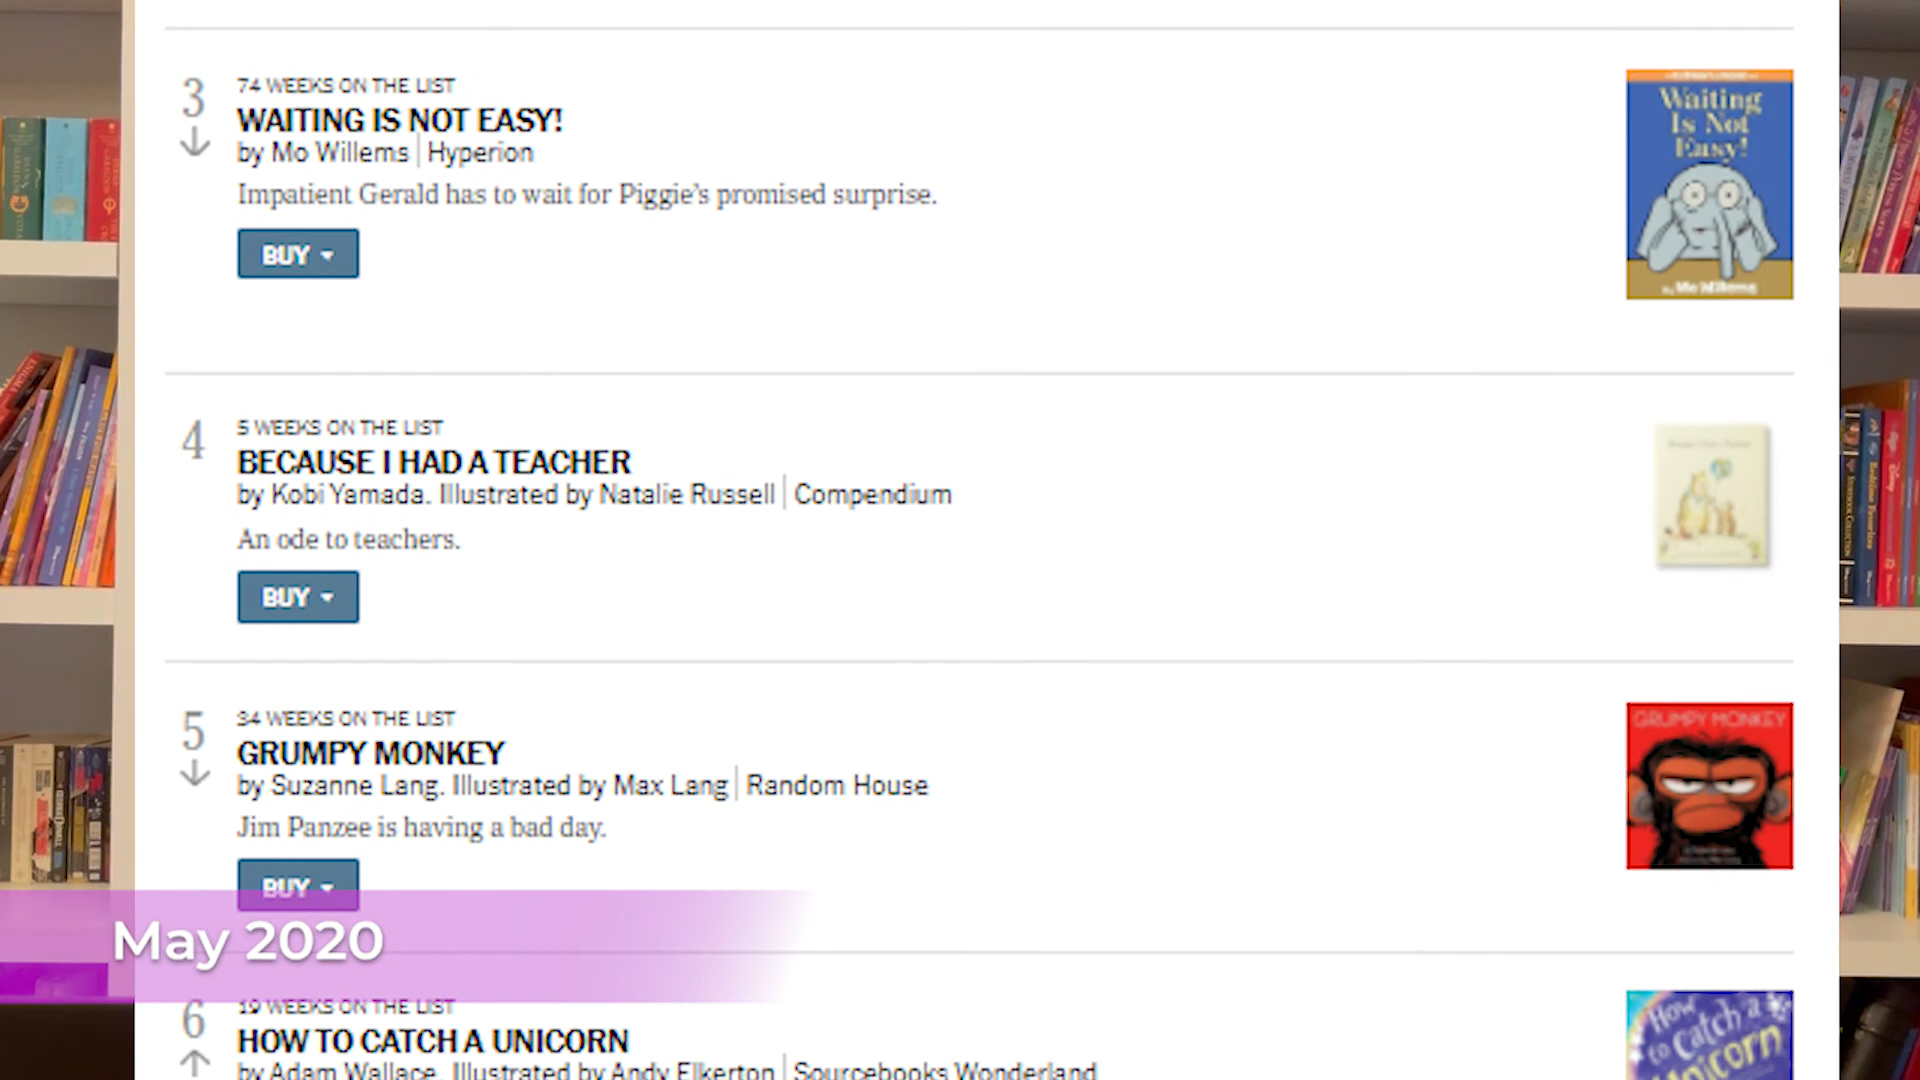 3
74 WEEKS ON THE LIST
WAITING IS NOT EASY!
by Mo Willems | Hyperion
Impatient Gerald has to wait for Piggie's promised surprise.
BUY
Waiting
Is Not
Easy!
by Mo Willems
4
5 WEEKS ON THE LIST
BECAUSE I HAD A TEACHER
by Kobi Yamada. Illustrated by Natalie Russell | Compendium
An ode to teachers.
BUY
5
34 WEEKS ON THE LIST
GRUMPY MONKEY
by Suzanne Lang. Illustrated by Max Lang | Random House
Jim Panzee is having a bad day.
BUY
GRUMPY MONKEY
May 2020
6
19 WEEKS ON THE LIST
HOW TO CATCH A UNICORN
by Adam Wallace. Illustrated by Andy Elkerton | Sourcebooks Wonderland
How
to Catch a
Unicorn